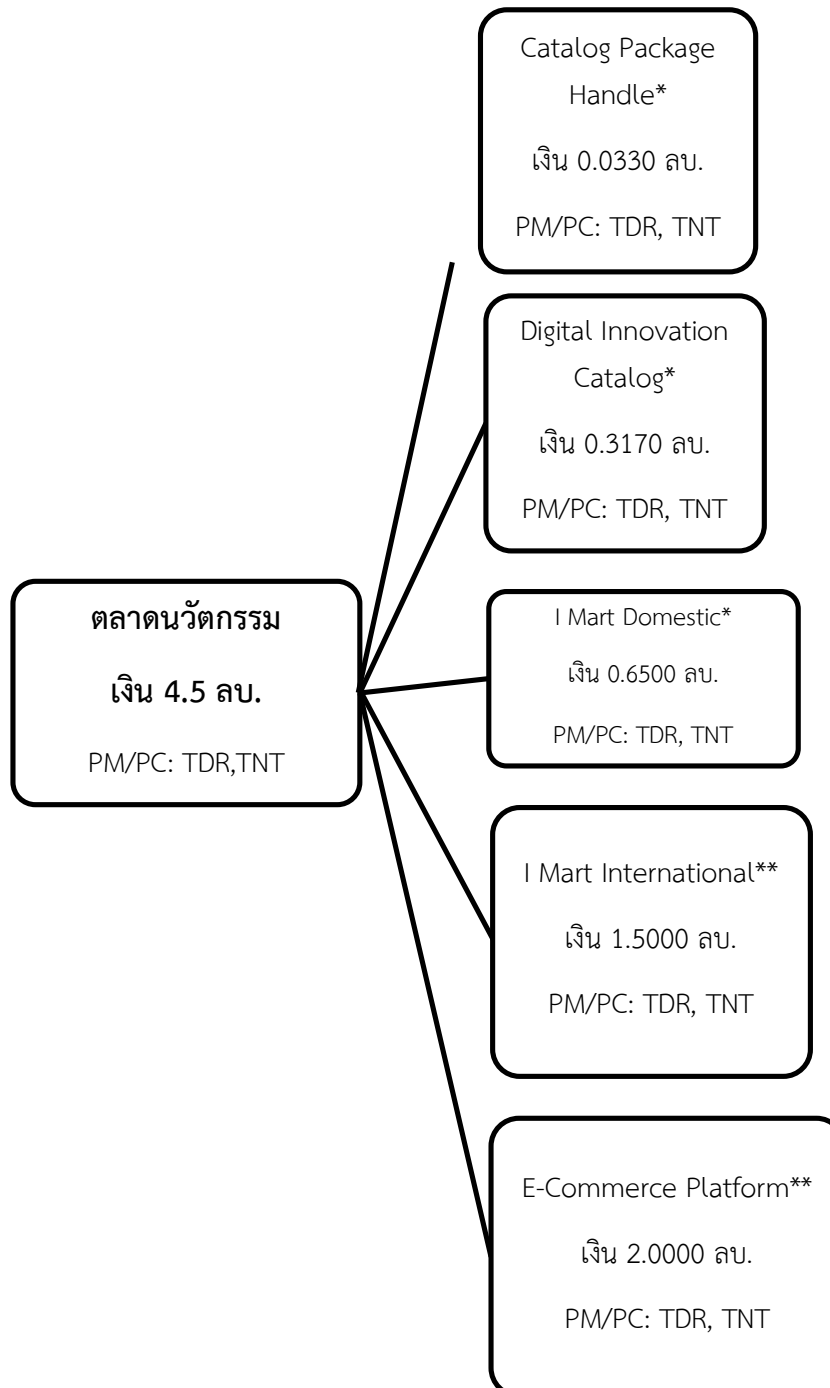 Catalog Package
Handle*
เงิน 0.0330 ลบ.
PM/PC: TDR, TNT
Digital Innovation
Catalog*
เงิน 0.3170 ลบ.
PM/PC: TDR, TNT
ตลาดนวัตกรรม
เงิน 4.5 ลบ.
PM/PC: TDR,TNT
I Mart Domestic*
เงิน 0.6500 ลบ.
PM/PC: TDR, TNT
I Mart International**
เงิน 1.5000 ลบ.
PM/PC: TDR, TNT
E-Commerce Platform**
เงิน 2.0000 ลบ.
PM/PC: TDR, TNT